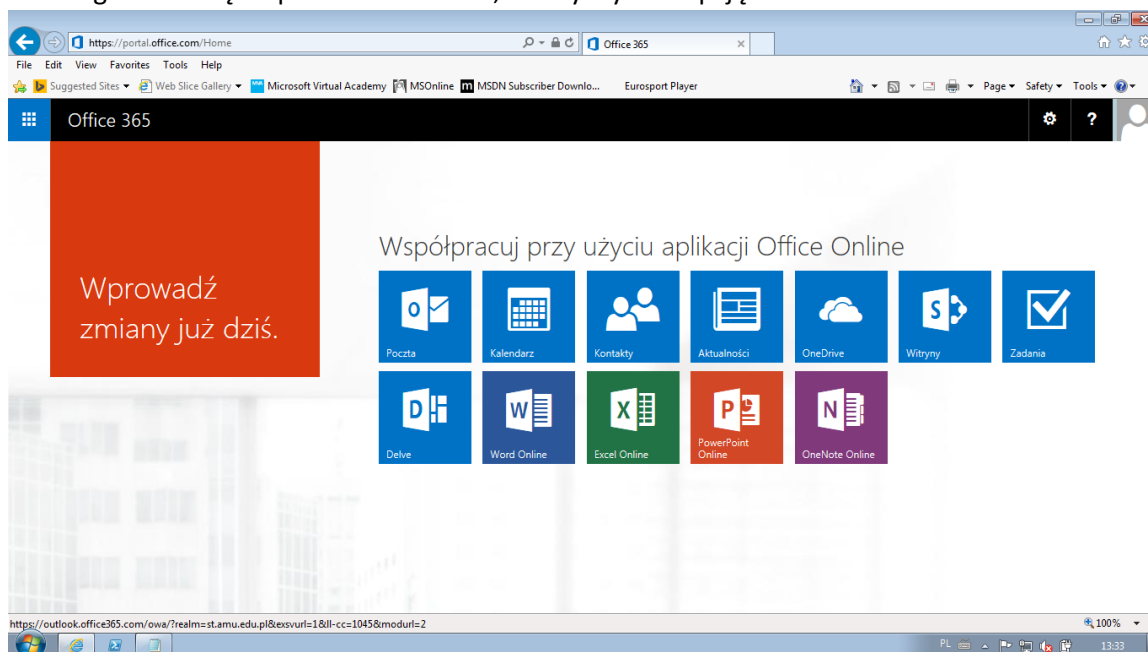 https://portal.office.com/Home
Office 365
File Edit View Favorites Tools Help
Suggested Sites Web Slice Gallery Microsoft Virtual Academy MSOnline MSDN Subscriber Downlo... Eurosport Player Page Safety Tools
Office 365
?
Współpracuj przy użyciu aplikacji Office Online
Wprowadź
zmiany już dziś.
Poczta Kalendarz Kontakty Aktualności OneDrive Witryny Zadania
Delve Word Online Excel Online PowerPoint Online OneNote Online
https://outlook.office365.com/owa/?realm=st.amu.edu.pl&exsvurl=1&ll-cc=1045&modurl=2
100%
PL 13:33